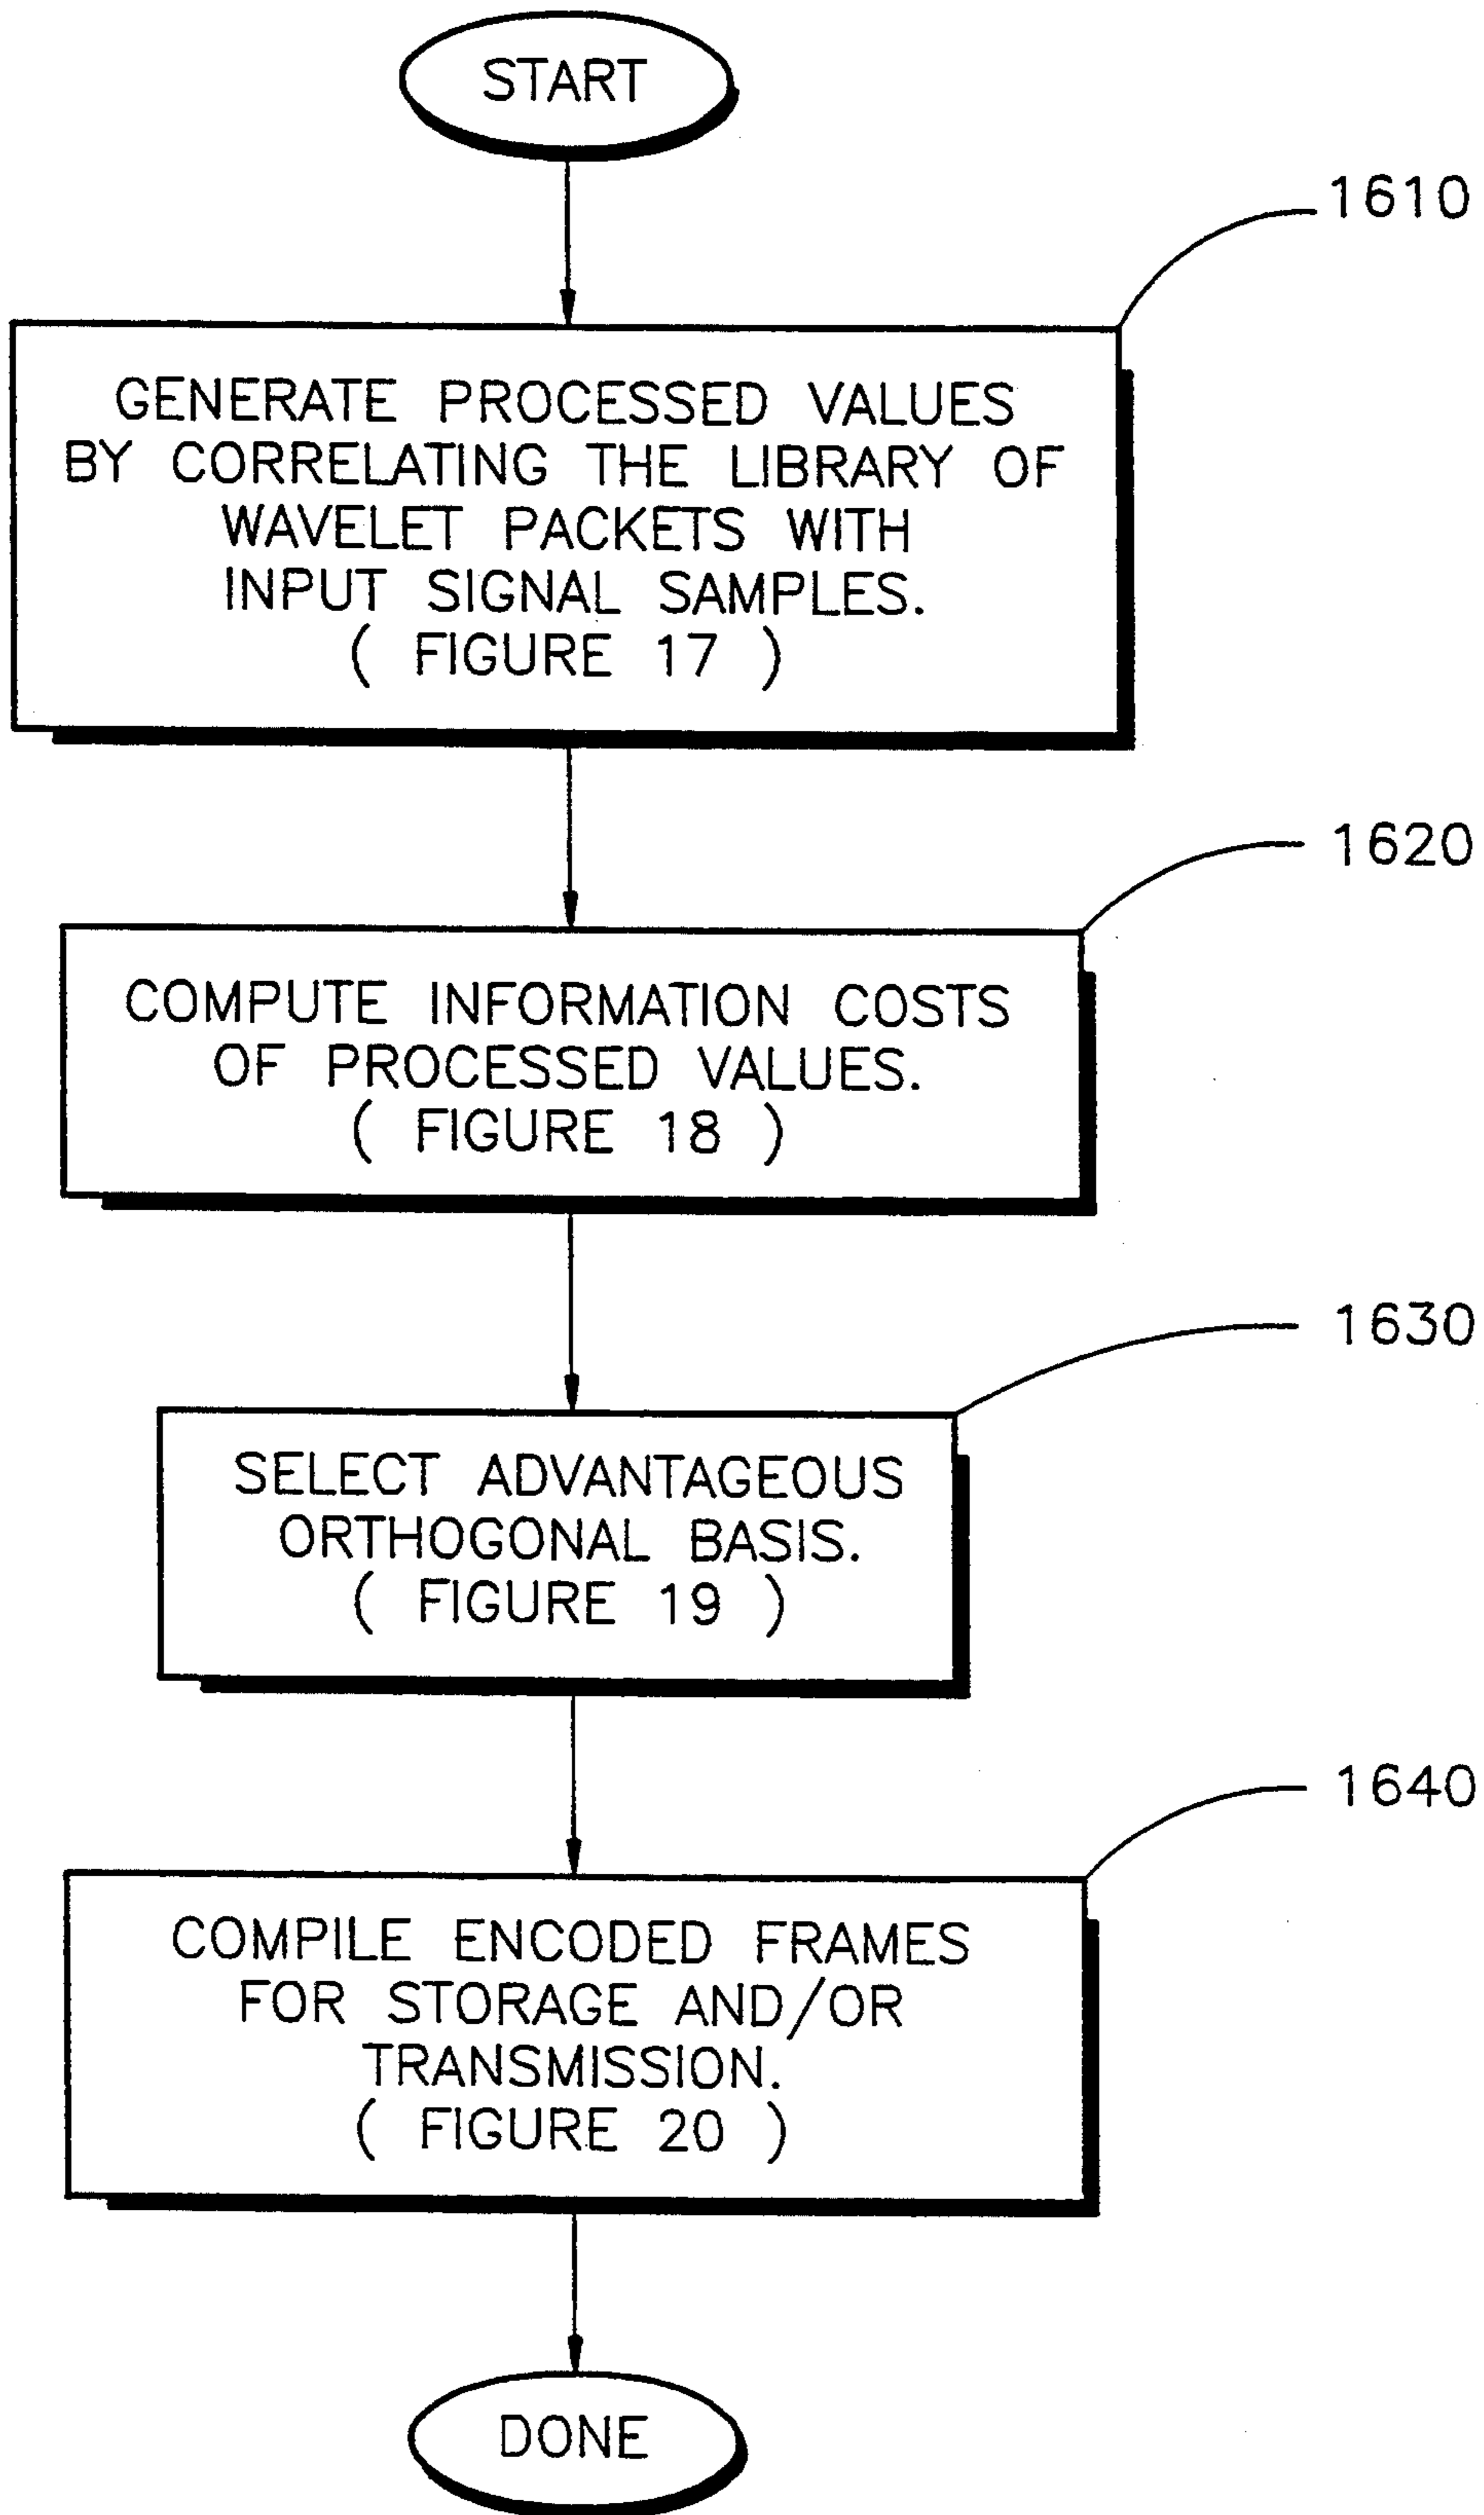 START
1610
GENERATE PROCESSED VALUES
BY CORRELATING THE LIBRARY OF
WAVELET PACKETS WITH
INPUT SIGNAL SAMPLES.
( FIGURE 17 )
1620
COMPUTE INFORMATION COSTS
OF PROCESSED VALUES.
( FIGURE 18 )
1630
SELECT ADVANTAGEOUS
ORTHOGONAL BASIS.
( FIGURE 19 )
1640
COMPILE ENCODED FRAMES
FOR STORAGE AND/OR
TRANSMISSION.
( FIGURE 20 )
DONE